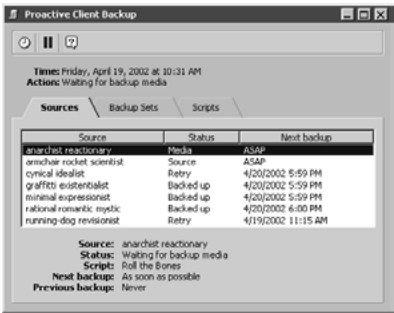 Proactive Client Backup
Time: Friday, April 19, 2002 at 10:31 AM
Action: Waiting for backup media
Sources Backup Sets Scripts
Source Status Next backup
anarchist reactionary Media ASAP
armchair rocket scientist Source ASAP
cynical idealist Retry 4/20/2002 5:59 PM
graffitti existentialist Backed up 4/20/2002 5:59 PM
minimal expressionist Backed up 4/20/2002 5:59 PM
rational romantic mystic Backed up 4/20/2002 6:00 PM
running-dog revisionist Retry 4/19/2002 11:15 AM
Source: anarchist reactionary
Status: Waiting for backup media
Script: Roll the Bones
Next backup: As soon as possible
Previous backup: Never